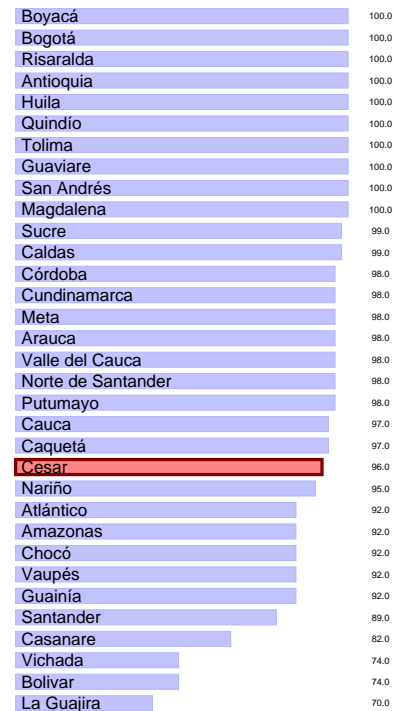 Boyacá 100.0
Bogotá 100.0
Risaralda 100.0
Antioquia 100.0
Huila 100.0
Quindío 100.0
Tolima 100.0
Guaviare 100.0
San Andrés 100.0
Magdalena 100.0
Sucre 99.0
Caldas 99.0
Córdoba 98.0
Cundinamarca 98.0
Meta 98.0
Arauca 98.0
Valle del Cauca 98.0
Norte de Santander 98.0
Putumayo 98.0
Cauca 97.0
Caquetá 97.0
Cesar 96.0
Nariño 95.0
Atlántico 92.0
Amazonas 92.0
Chocó 92.0
Vaupés 92.0
Guainía 92.0
Santander 89.0
Casanare 82.0
Vichada 74.0
Bolivar 74.0
La Guajira 70.0